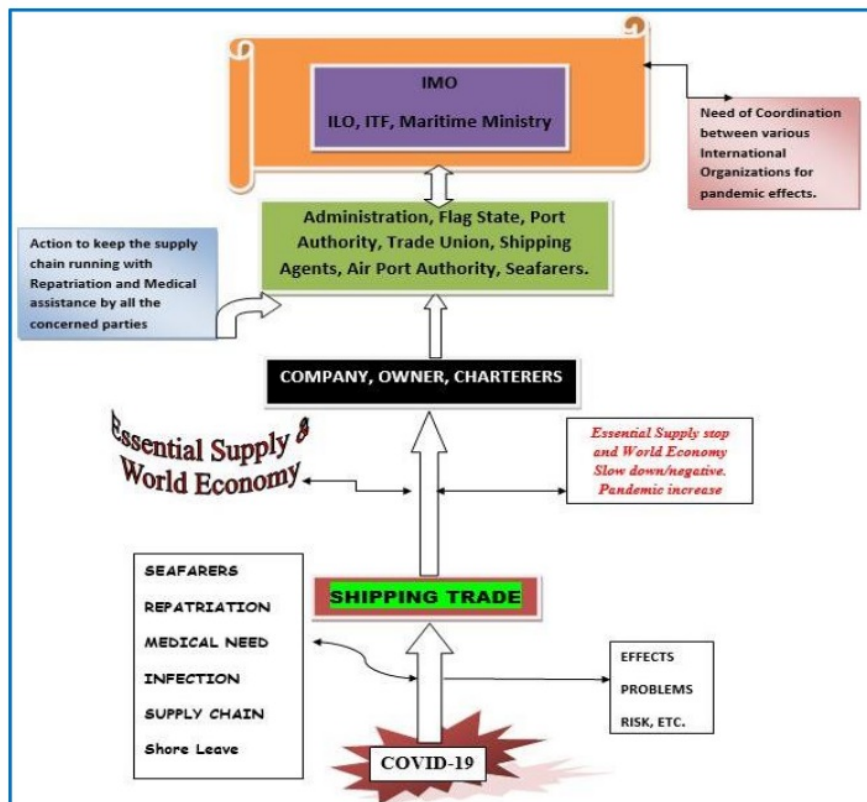 IMO
ILO, ITF, Maritime Ministry
Need of Coordination
between various
International
Organizations for
pandemic effects.
Administration, Flag State, Port
Authority, Trade Union, Shipping
Agents, Air Port Authority, Seafarers.
Action to keep the supply
chain running with
Repatriation and Medical
assistance by all the
concerned parties
COMPANY, OWNER, CHARTERERS
Essential Supply &
World Economy
Essential Supply stop
and World Economy
Slow down/negative.
Pandemic increase
SHIPPING TRADE
SEAFARERS
REPATRIATION
MEDICAL NEED
INFECTION
SUPPLY CHAIN
Shore Leave
EFFECTS
PROBLEMS
RISK, ETC.
COVID-19